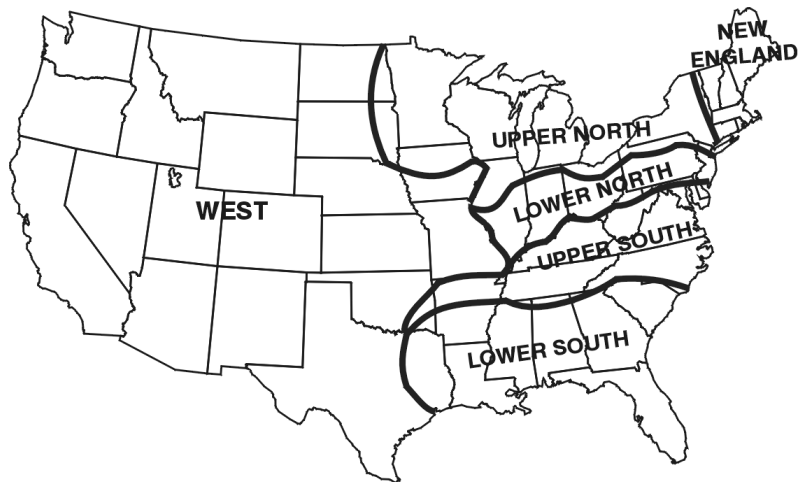 NEW
ENGLAND
UPPER NORTH
LOWER NORTH
WEST
UPPER SOUTH
LOWER SOUTH